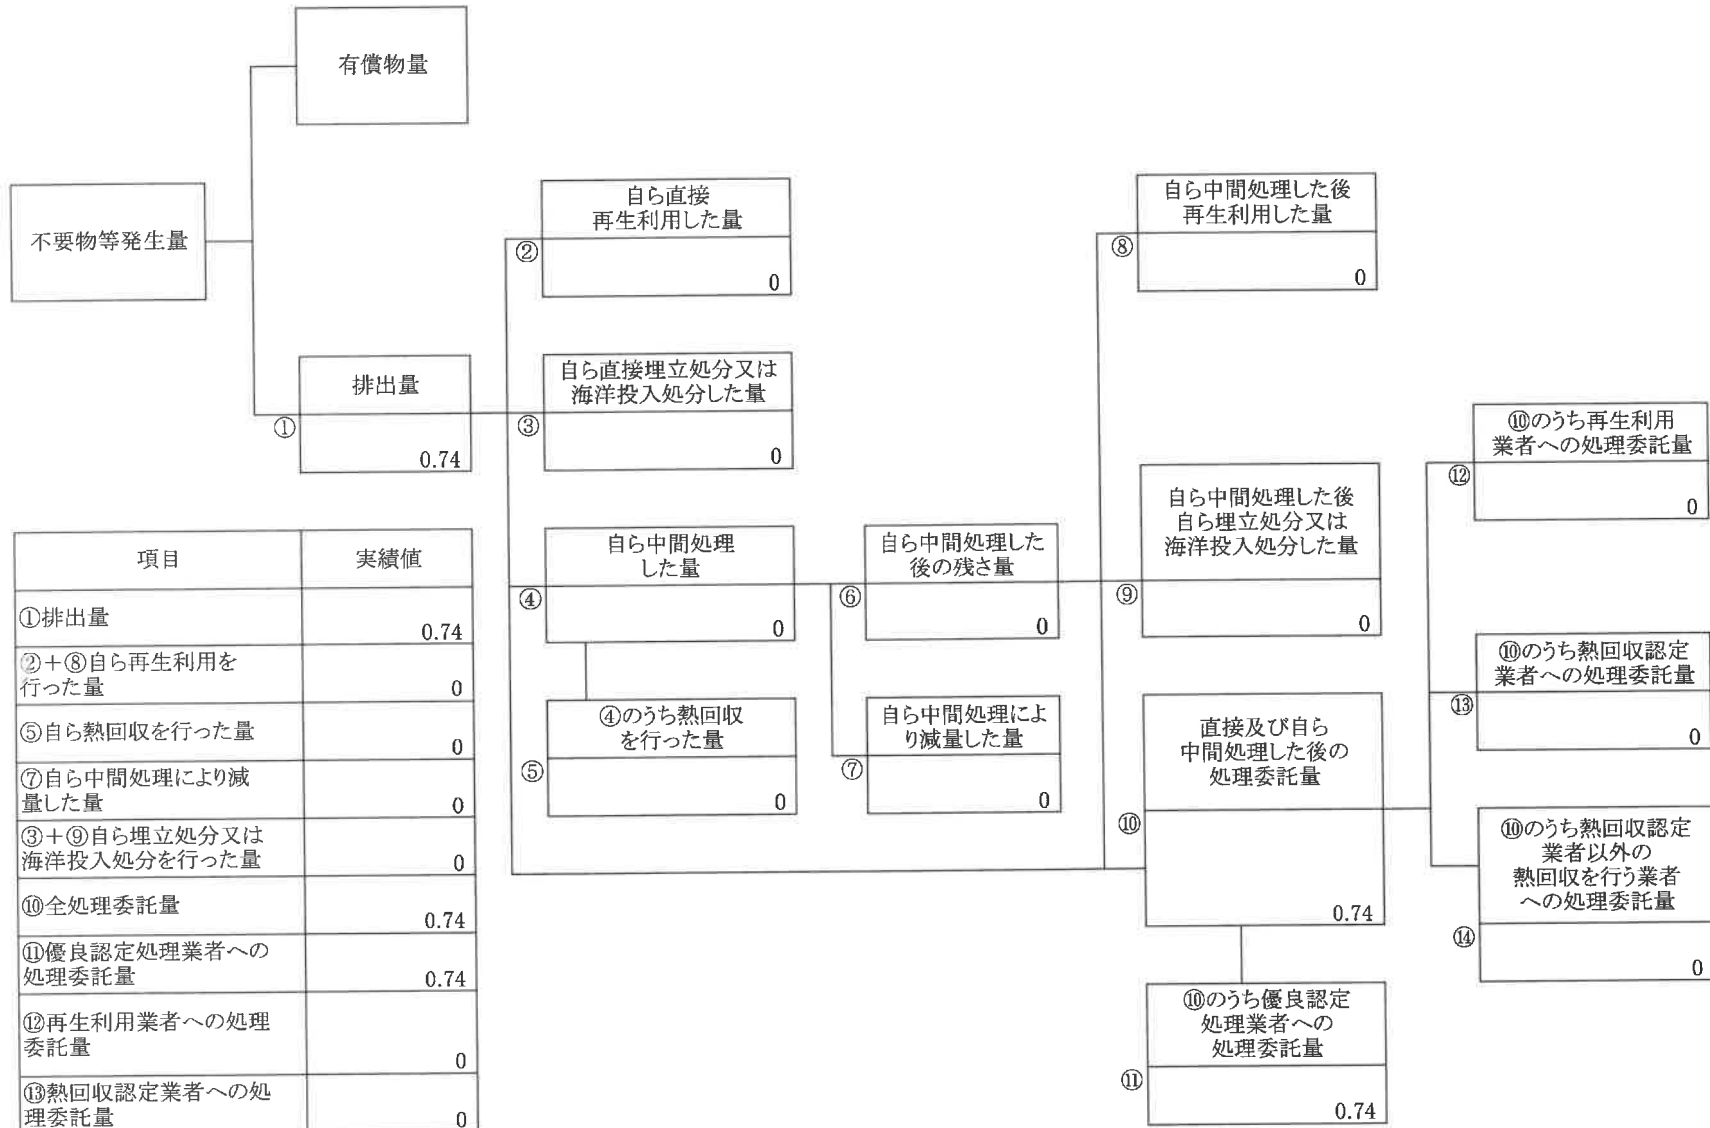 有償物量
不要物等発生量
排出量
①
0.74
自ら直接
再生利用した量
②
0
自ら直接埋立処分又は
海洋投入処分した量
③
0
自ら中間処理
した量
④
0
④のうち熱回収
を行った量
⑤
0
自ら中間処理した
後の残さ量
⑥
0
自ら中間処理によ
り減量した量
⑦
0
自ら中間処理した後
再生利用した量
⑧
0
自ら中間処理した後
自ら埋立処分又は
海洋投入処分した量
⑨
0
直接及び自ら
中間処理した後の
処理委託量
⑩
0.74
⑩のうち優良認定
処理業者への
処理委託量
⑪
0.74
⑩のうち再生利用
業者への処理委託量
⑫
0
⑩のうち熱回収認定
業者への処理委託量
⑬
0
⑩のうち熱回収認定
業者以外の
熱回収を行う業者
への処理委託量
⑭
0
項目 実績値
①排出量
0.74
②+⑧自ら再生利用を
行った量 0
⑤自ら熱回収を行った量
0
⑦自ら中間処理により減
量した量 0
③+⑨自ら埋立処分又は
海洋投入処分を行った量 0
⑩全処理委託量
0.74
⑪優良認定処理業者への
処理委託量 0.74
⑫再生利用業者への処理
委託量
0
⑬熱回収認定業者への処
理委託量 0